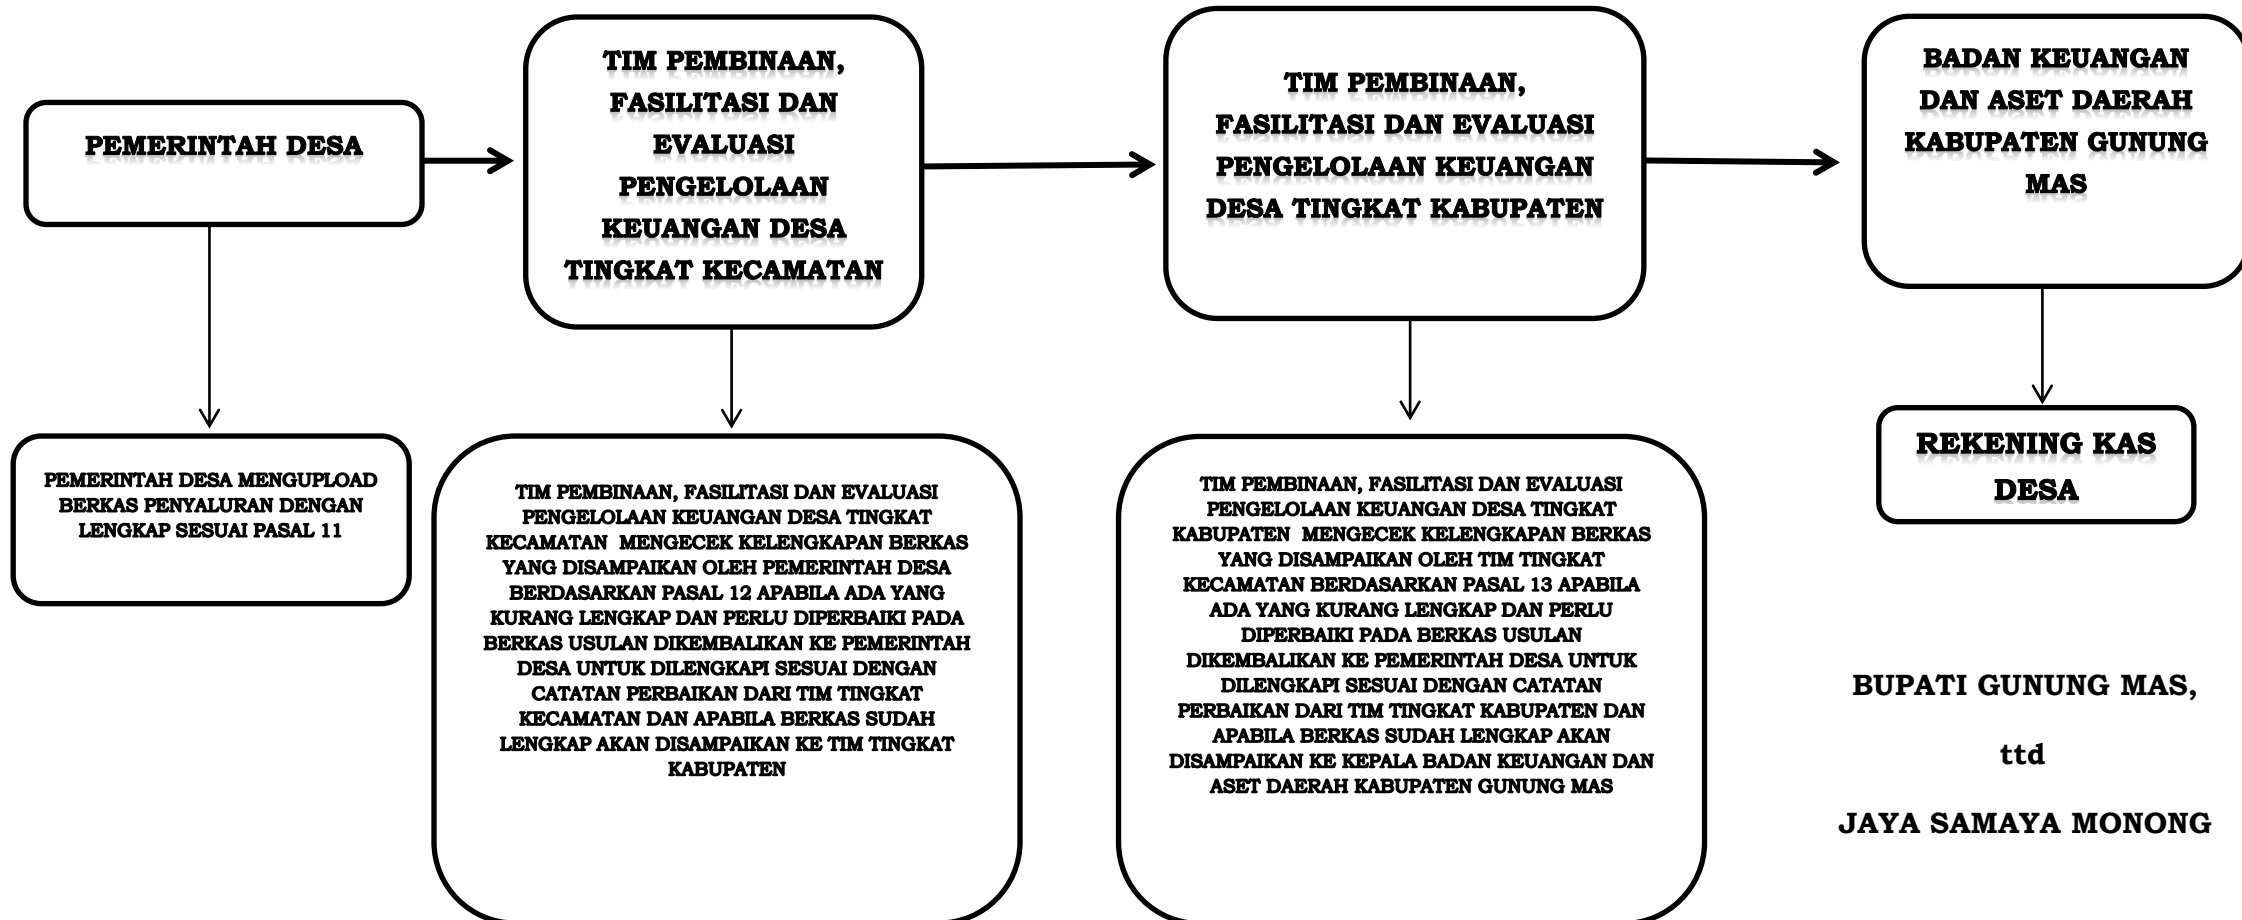 PEMERINTAH DESA
TIM PEMBINAAN,
FASILITASI DAN
EVALUASI
PENGELOLAAN
KEUANGAN DESA
TINGKAT KECAMATAN
TIM PEMBINAAN,
FASILITASI DAN EVALUASI
PENGELOLAAN KEUANGAN
DESA TINGKAT KABUPATEN
BADAN KEUANGAN
DAN ASET DAERAH
KABUPATEN GUNUNG
MAS
PEMERINTAH DESA MENGUPLOAD
BERKAS PENYALURAN DENGAN
LENGKAP SESUAI PASAL 11
TIM PEMBINAAN, FASILITASI DAN EVALUASI
PENGELOLAAN KEUANGAN DESA TINGKAT
KECAMATAN  MENGECEK KELENGKAPAN BERKAS
YANG DISAMPAIKAN OLEH PEMERINTAH DESA
BERDASARKAN PASAL 12 APABILA ADA YANG
KURANG LENGKAP DAN PERLU DIPERBAIKI PADA
BERKAS USULAN DIKEMBALIKAN KE PEMERINTAH
DESA UNTUK DILENGKAPI SESUAI DENGAN
CATATAN PERBAIKAN DARI TIM TINGKAT
KECAMATAN DAN APABILA BERKAS SUDAH
LENGKAP AKAN DISAMPAIKAN KE TIM TINGKAT
KABUPATEN
TIM PEMBINAAN, FASILITASI DAN EVALUASI
PENGELOLAAN KEUANGAN DESA TINGKAT
KABUPATEN  MENGECEK KELENGKAPAN BERKAS
YANG DISAMPAIKAN OLEH TIM TINGKAT
KECAMATAN BERDASARKAN PASAL 13 APABILA
ADA YANG KURANG LENGKAP DAN PERLU
DIPERBAIKI PADA BERKAS USULAN
DIKEMBALIKAN KE PEMERINTAH DESA UNTUK
DILENGKAPI SESUAI DENGAN CATATAN
PERBAIKAN DARI TIM TINGKAT KABUPATEN DAN
APABILA BERKAS SUDAH LENGKAP AKAN
DISAMPAIKAN KE KEPALA BADAN KEUANGAN DAN
ASET DAERAH KABUPATEN GUNUNG MAS
REKENING KAS
DESA
BUPATI GUNUNG MAS,
ttd
JAYA SAMAYA MONONG